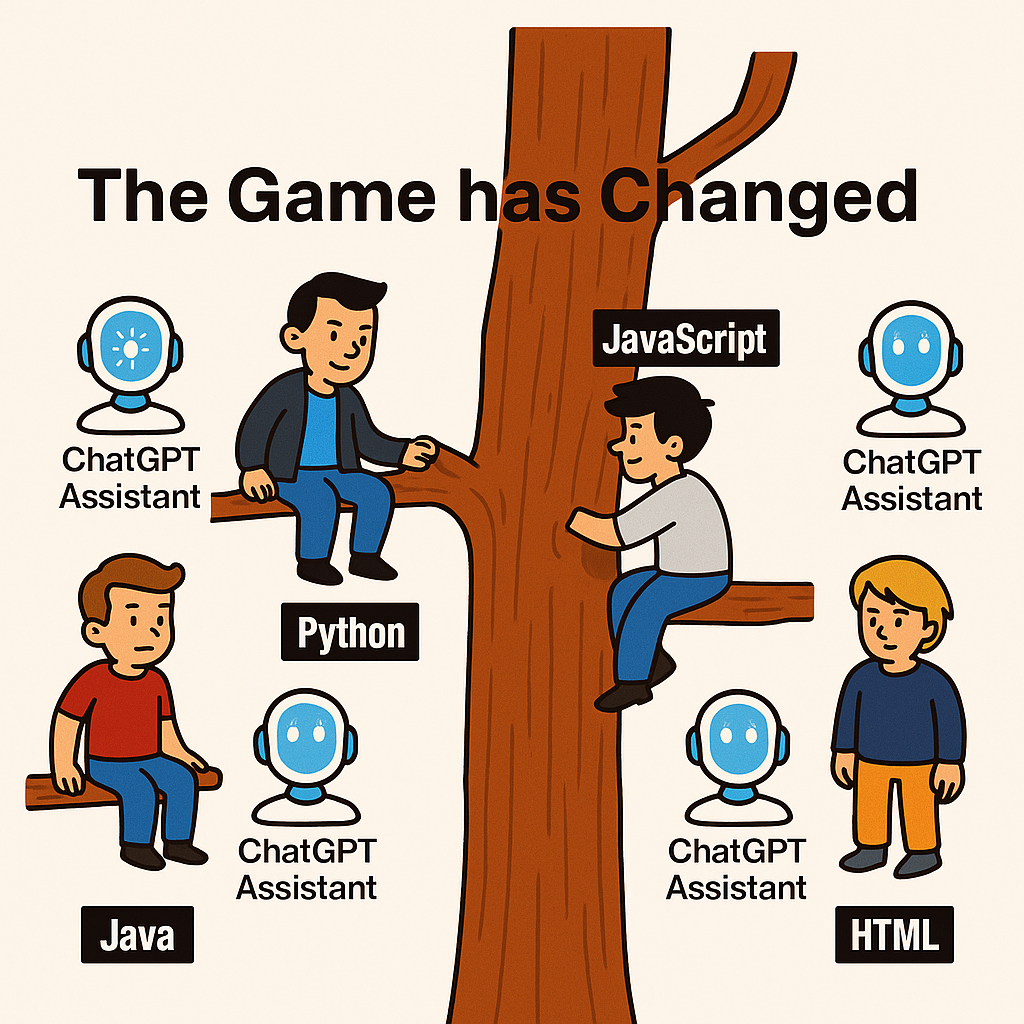 The Game has Changed
JavaScript
ChatGPT
Assistant
ChatGPT
Assistant
Python
ChatGPT
Assistant
ChatGPT
Assistant
Java
HTML